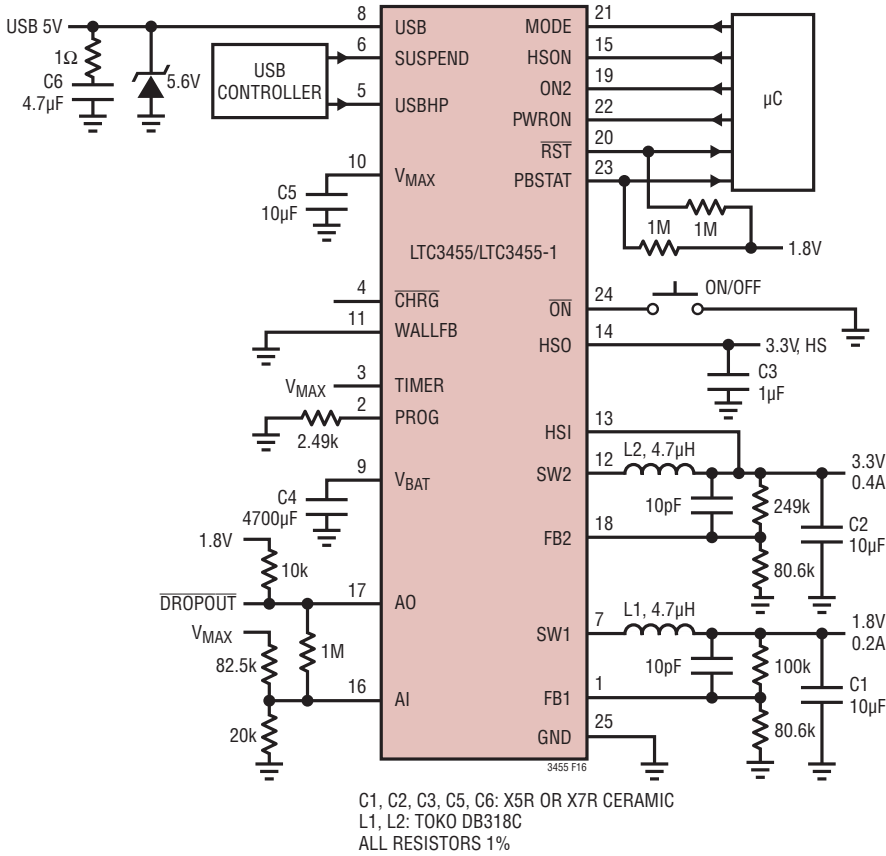 USB 5V
1Ω
C6
4.7µF
5.6V
USB
CONTROLLER
8
USB
6
SUSPEND
5
USBHP
10
VMAX
C5
10µF
LTC3455/LTC3455-1
4
CHRG
11
WALLFB
VMAX
3
TIMER
2
PROG
2.49k
9
VBAT
C4
4700µF
1.8V
10k
DROPOUT
17
AO
VMAX
82.5k
1M
16
AI
20k
MODE
21
HSON
15
ON2
19
PWRON
22
RST
20
PBSTAT
23
µC
1M
1M
1.8V
ON
24
ON/OFF
HSO
14
3.3V, HS
C3
1µF
HSI
13
SW2
12
L2, 4.7µH
3.3V
0.4A
10pF
249k
C2
10µF
FB2
18
80.6k
SW1
7
L1, 4.7µH
1.8V
0.2A
10pF
100k
C1
10µF
FB1
1
80.6k
GND
25
3455 F16
C1, C2, C3, C5, C6: X5R OR X7R CERAMIC
L1, L2: TOKO DB318C
ALL RESISTORS 1%